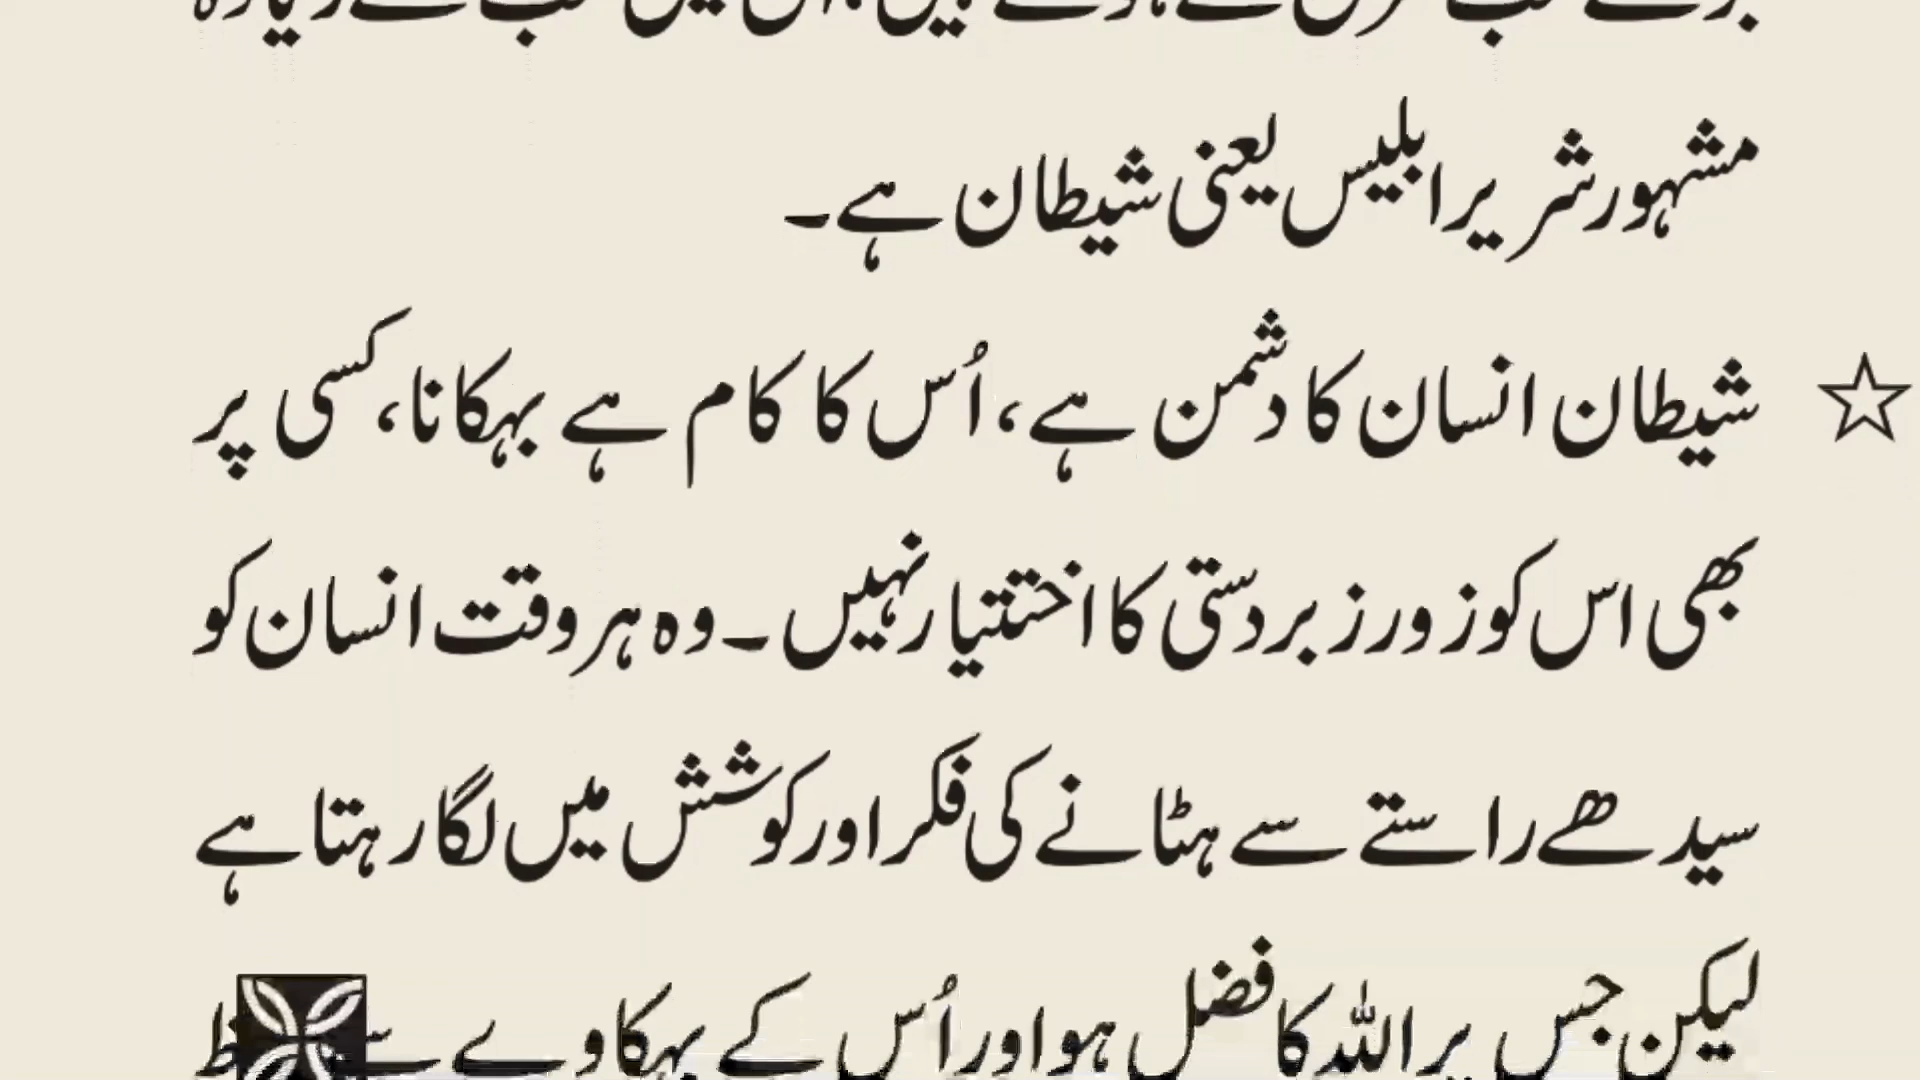 مشہور شریر ابلیس یعنی شیطان ہے۔
☆ شیطان انسان کا دشمن ہے، اُس کا کام ہے بہکانا، کسی پر
بھی اس کو زور زبردستی کا اختیار نہیں۔ وہ ہر وقت انسان کو
سیدھے راستے سے ہٹانے کی فکر اور کوشش میں لگا رہتا ہے
لیکن جس پر اللہ کا فضل ہو اور اُس کے بہکاوے سے